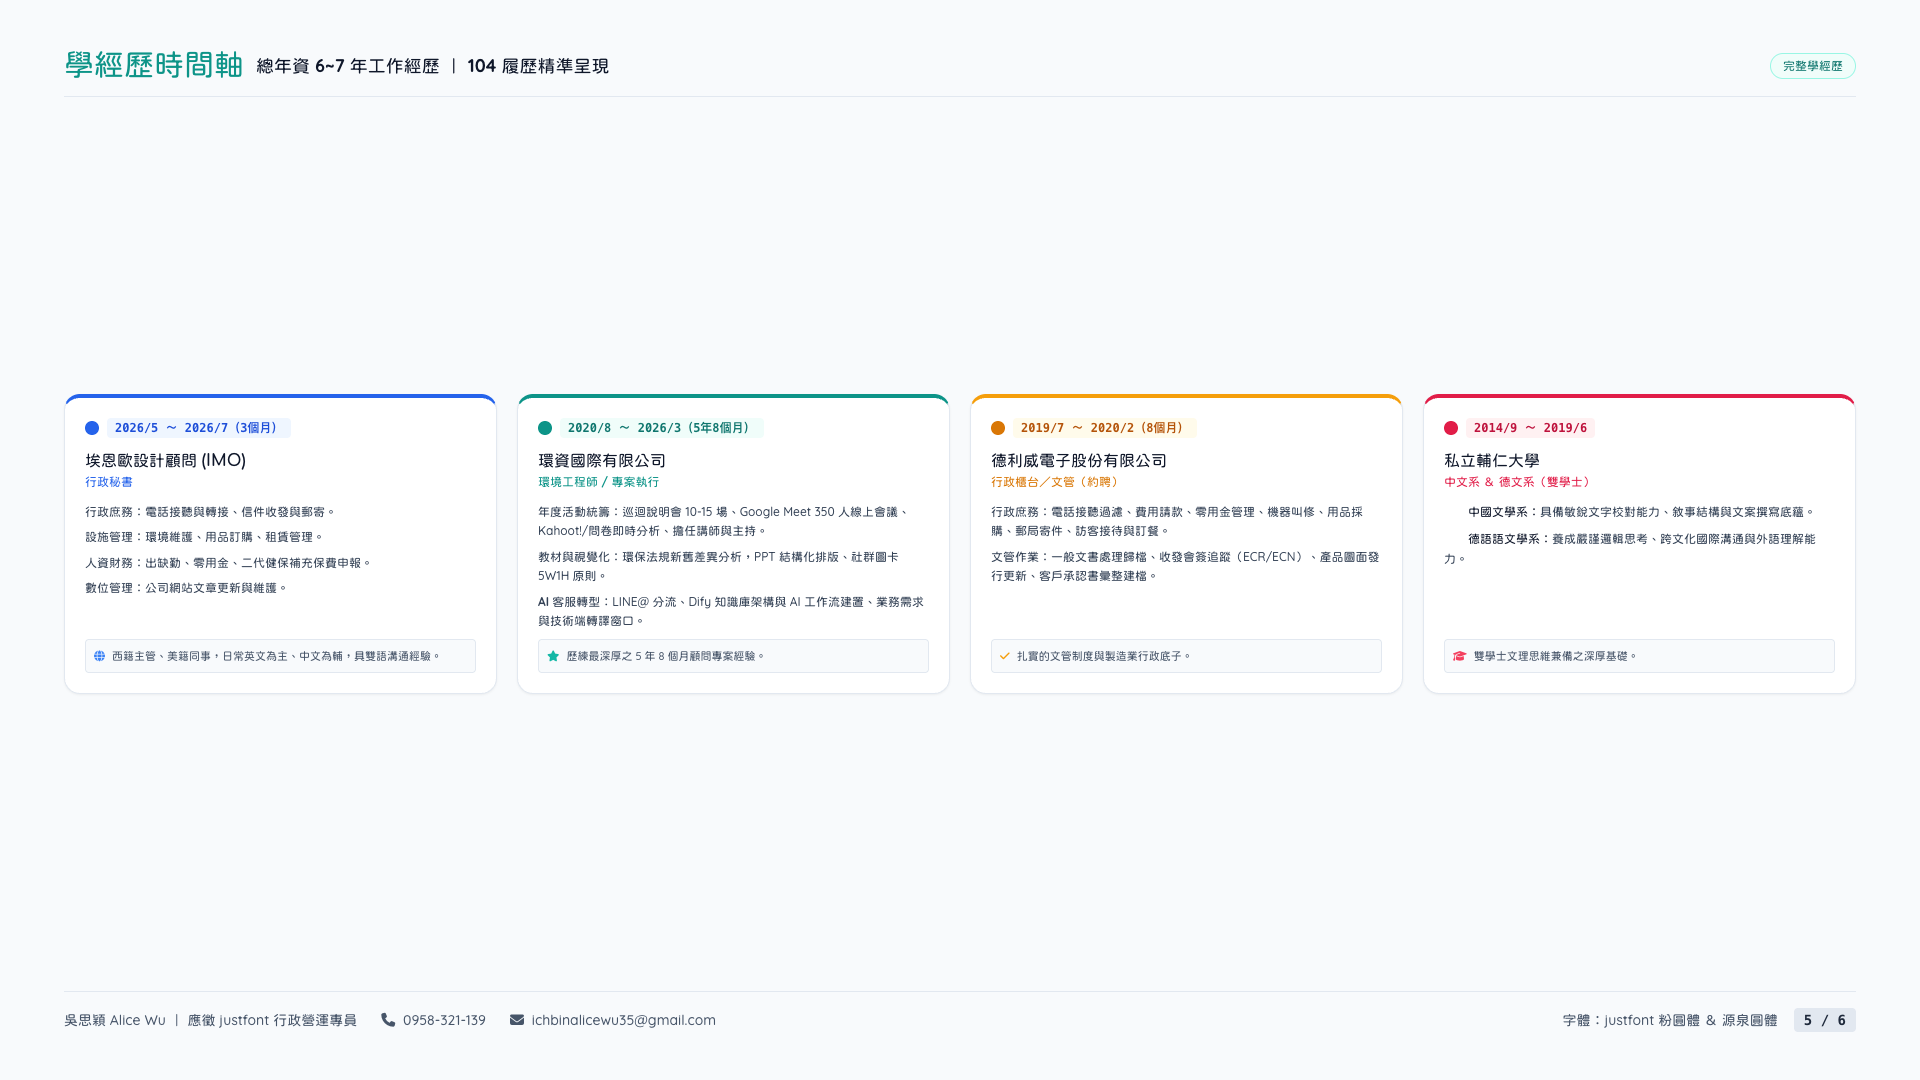 學經歷時間軸 總年資 6~7 年工作經歷 ｜ 104 履歷精準呈現
完整學經歷
2026/5 ～ 2026/7（3個月）
埃恩歐設計顧問 (IMO)
行政秘書
行政庶務：電話接聽與轉接、信件收發與郵寄。
設施管理：環境維護、用品訂購、租賃管理。
人資財務：出缺勤、零用金、二代健保補充保費申報。
數位管理：公司網站文章更新與維護。
西籍主管、美籍同事，日常英文為主、中文為輔，具雙語溝通經驗。
2020/8 ～ 2026/3（5年8個月）
環資國際有限公司
環境工程師 / 專案執行
年度活動統籌：巡迴說明會 10-15 場、Google Meet 350 人線上會議、
Kahoot!/問卷即時分析、擔任講師與主持。
教材與視覺化：環保法規新舊差異分析，PPT 結構化排版、社群圖卡
5W1H 原則。
AI 客服轉型：LINE@ 分流、Dify 知識庫架構與 AI 工作流建置、業務需求
與技術端轉譯窗口。
歷練最深厚之 5 年 8 個月顧問專案經驗。
2019/7 ～ 2020/2（8個月）
德利威電子股份有限公司
行政櫃台／文管（約聘）
行政庶務：電話接聽過濾、費用請款、零用金管理、機器叫修、用品採
購、郵局寄件、訪客接待與訂餐。
文管作業：一般文書處理歸檔、收發會簽追蹤（ECR/ECN）、產品圖面發
行更新、客戶承認書彙整建檔。
扎實的文管制度與製造業行政底子。
2014/9 ～ 2019/6
私立輔仁大學
中文系 ＆ 德文系（雙學士）
中國文學系：具備敏銳文字校對能力、敘事結構與文案撰寫底蘊。
德語語文學系：養成嚴謹邏輯思考、跨文化國際溝通與外語理解能
力。
雙學士文理思維兼備之深厚基礎。
吳思穎 Alice Wu ｜ 應徵 justfont 行政營運專員 0958-321-139 ichbinalicewu35@gmail.com
字體：justfont 粉圓體 ＆ 源泉圓體 5 / 6